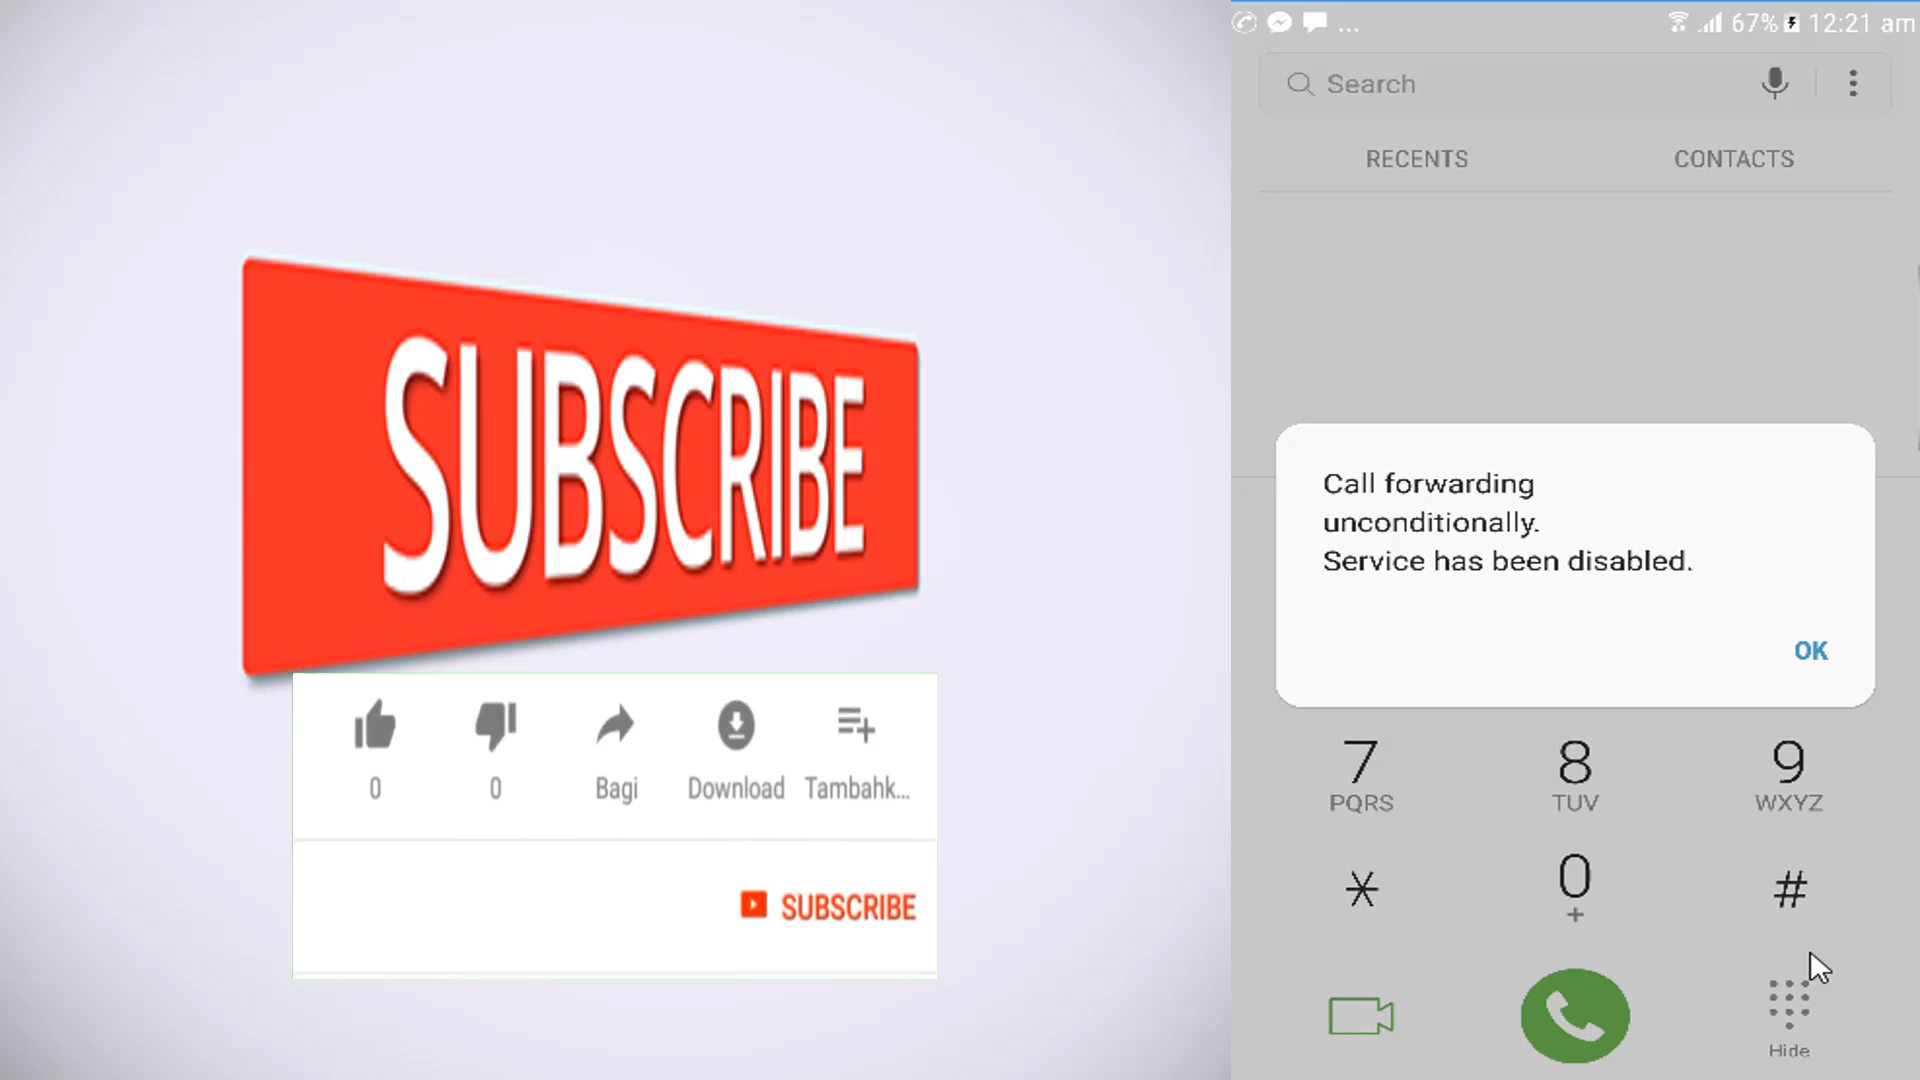 SUBSCRIBE
0
0
Bagi
Download
Tambahk...
SUBSCRIBE
... 67% 12:21 am
Search
RECENTS
CONTACTS
Call forwarding
unconditionally.
Service has been disabled.
OK
7
8
9
PQRS
TUV
WXYZ
*
0
#
+
Hide